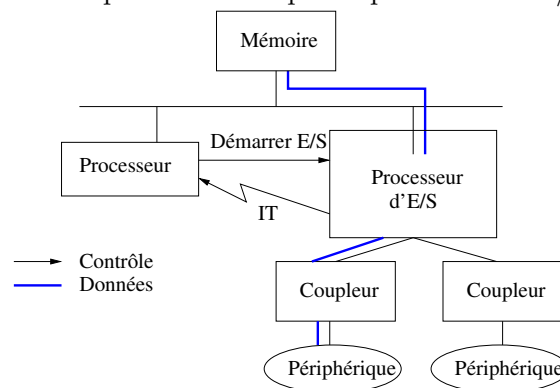 Mémoire
Démarrer E/S
Processeur
Processeur
d'E/S
IT
Contrôle
Données
Coupleur
Coupleur
Périphérique
Périphérique